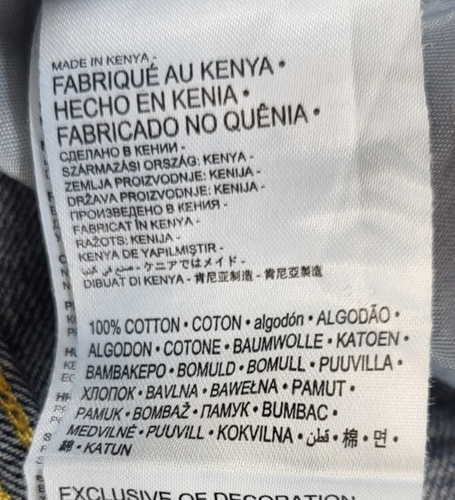 MADE IN KENYA -
FABRIQUÉ AU KENYA •
HECHO EN KENIA •
FABRICADO NO QUÊNIA •
СДЕЛАНО В КЕНИИ -
SZÁRMAZÁSI ORSZÁG: KENYA -
ZEMLJA PROIZVODNJE: KENIJA -
DRŽAVA PROIZVODNJE: KENIJA -
ПРОИЗВЕДЕНО В КЕНИЯ -
FABRICAT ÎN KENYA -
RAŽOTS: KENIJA -
KENYA DE YAPILMIŞTIR -
صنع في كينيا - ケニアではメイド -
DIBUAT DI KENYA - 肯尼亚制造 - 肯尼亞製造
100% COTTON • COTON • algodón • ALGODÃO •
ALGODON • COTONE • BAUMWOLLE • KATOEN •
ΒΑΜΒΑΚΕΡΟ • BOMULD • BOMULL • PUUVILLA •
ХЛОПОК • BAVLNA • BAWEŁNA • PAMUT •
PAMUK • BOMBAŽ • ПАМУК • BUMBAC •
MEDVILNĖ • PUUVILL • KOKVILNA • قطن • 棉 • 면 •
綿 • KATUN
EXCLUSIVE OF DECORATION